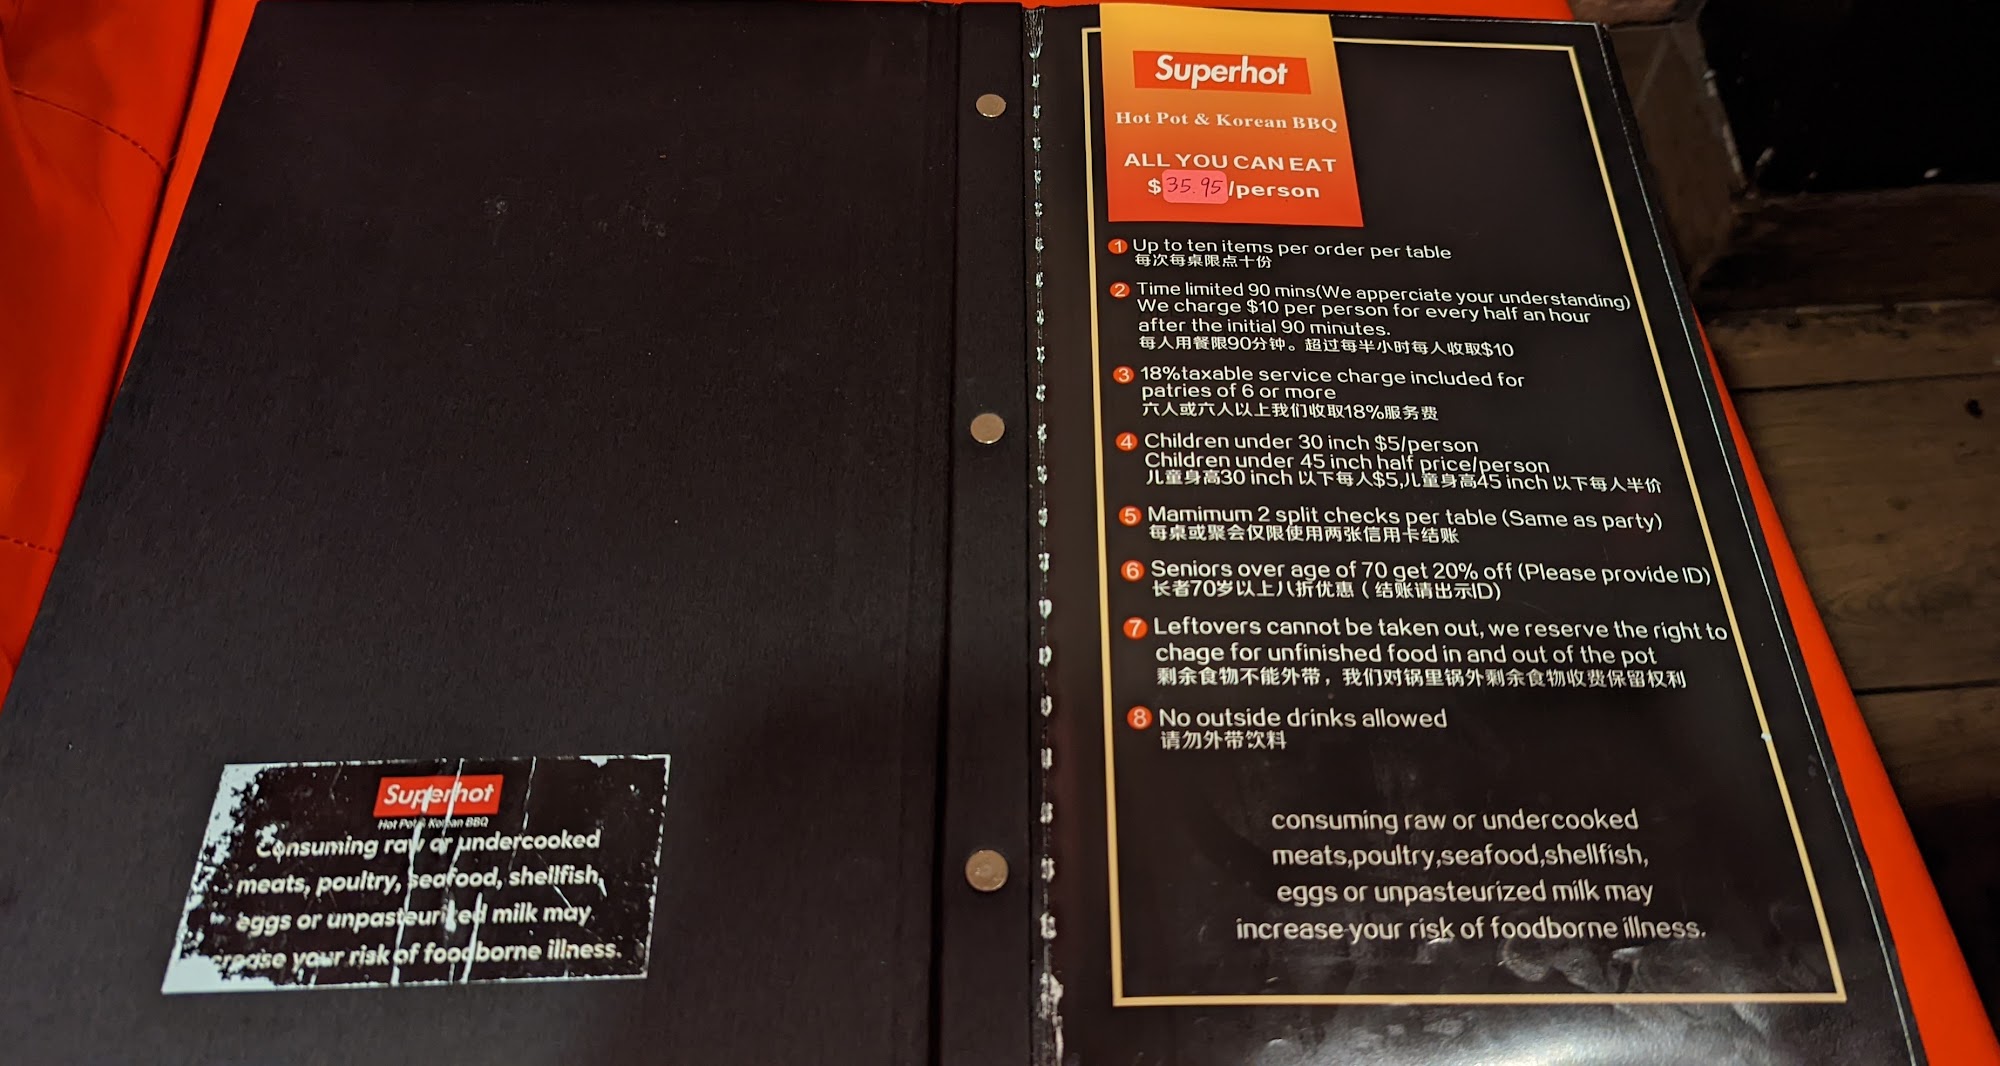 Superhot
Hot Pot & Korean BBQ
Consuming raw or undercooked
meats, poultry, seafood, shellfish,
eggs or unpasteurized milk may
your risk of foodborne illness.
Superhot
Hot Pot & Korean BBQ
ALL YOU CAN EAT
$35.95/person
1 Up to ten items per order per table
每次每桌限点十份
2 Time limited 90 mins(We apperciate your understanding)
We charge $10 per person for every half an hour
after the initial 90 minutes.
每人用餐限90分钟。超过每半小时每人收取$10
3 18%taxable service charge included for
patries of 6 or more
六人或六人以上我们收取18%服务费
4 Children under 30 inch $5/person
Children under 45 inch half price/person
儿童身高30 inch 以下每人$5,儿童身高45 inch 以下每人半价
5 Mamimum 2 split checks per table (Same as party)
每桌或聚会仅限使用两张信用卡结账
6 Seniors over age of 70 get 20% off (Please provide ID)
长者70岁以上八折优惠 ( 结账请出示ID)
7 Leftovers cannot be taken out, we reserve the right to
chage for unfinished food in and out of the pot
剩余食物不能外带，我们对锅里锅外剩余食物收费保留权利
8 No outside drinks allowed
请勿外带饮料
consuming raw or undercooked
meats,poultry,seafood,shellfish,
eggs or unpasteurized milk may
increase your risk of foodborne illness.